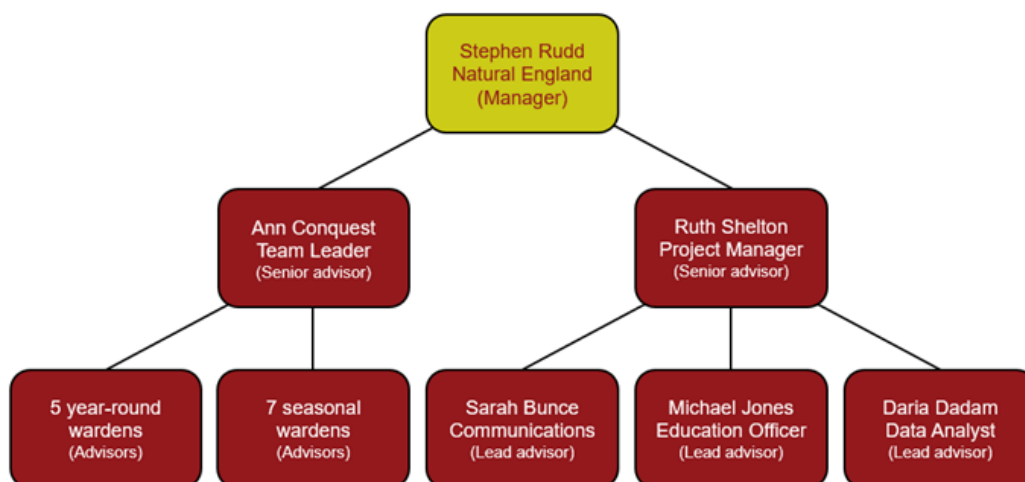 Stephen Rudd
Natural England
(Manager)
Ann Conquest
Team Leader
(Senior advisor)
Ruth Shelton
Project Manager
(Senior advisor)
5 year-round
wardens
(Advisors)
7 seasonal
wardens
(Advisors)
Sarah Bunce
Communications
(Lead advisor)
Michael Jones
Education Officer
(Lead advisor)
Daria Dadam
Data Analyst
(Lead advisor)